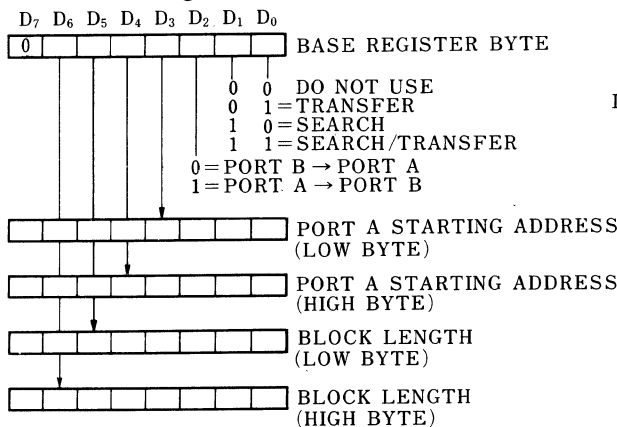 D7 D6 D5 D4 D3 D2 D1 D0
0 BASE REGISTER BYTE
0 0 DO NOT USE
0 1=TRANSFER
1 0=SEARCH
1 1=SEARCH/TRANSFER
0=PORT B → PORT A
1=PORT A → PORT B
PORT A STARTING ADDRESS
(LOW BYTE)
PORT A STARTING ADDRESS
(HIGH BYTE)
BLOCK LENGTH
(LOW BYTE)
BLOCK LENGTH
(HIGH BYTE)